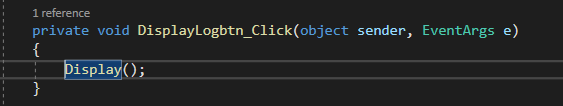 1 reference
private void DisplayLogbtn_Click(object sender, EventArgs e)
{
Display();
}